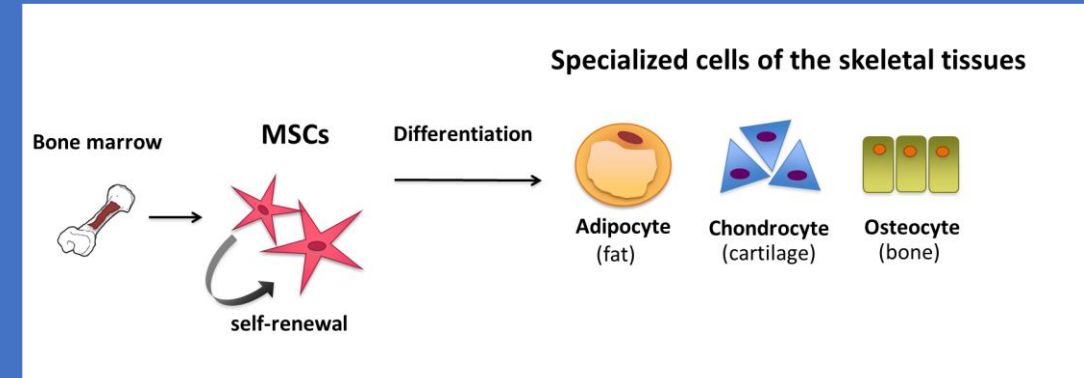 Specialized cells of the skeletal tissues
Bone marrow
MSCs
Differentiation
self-renewal
Adipocyte
(fat)
Chondrocyte
(cartilage)
Osteocyte
(bone)